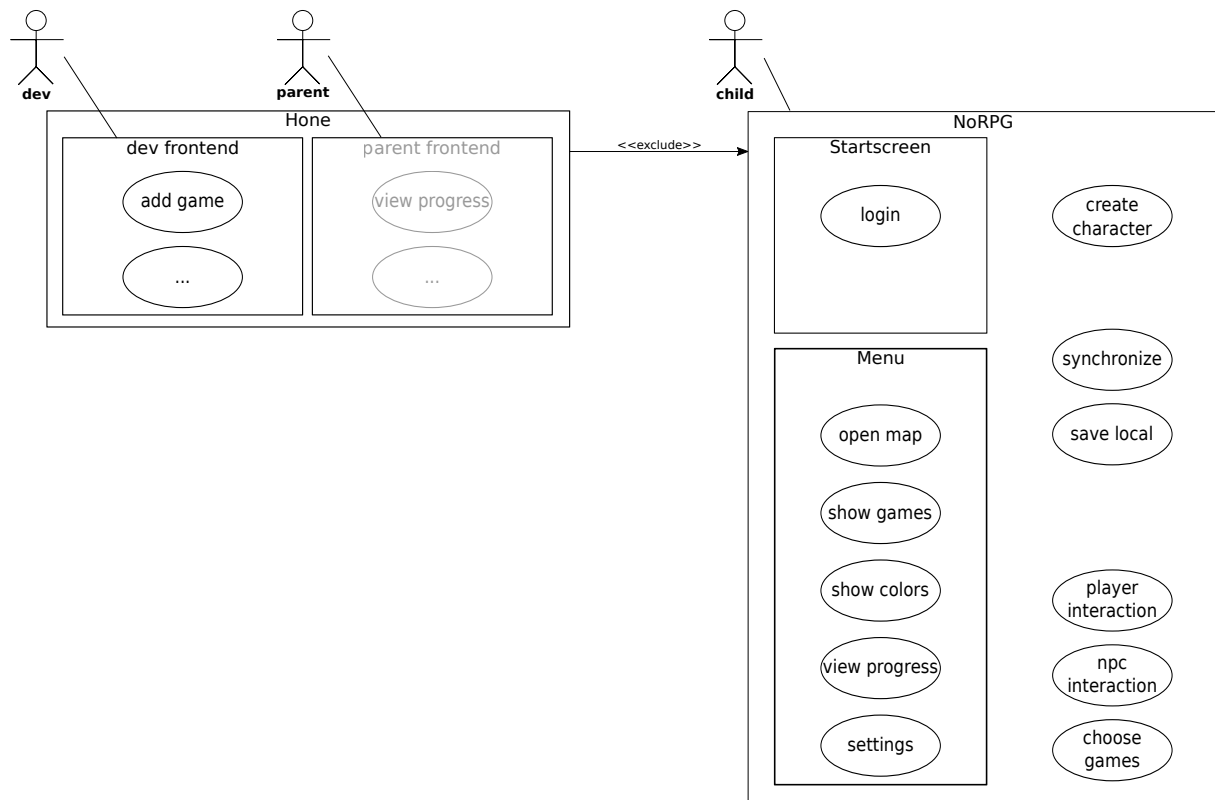 dev
parent
child
Hone
dev frontend
add game
...
parent frontend
view progress
...
<<exclude>>
NoRPG
Startscreen
login
Menu
open map
show games
show colors
view progress
settings
create
character
synchronize
save local
player
interaction
npc
interaction
choose
games